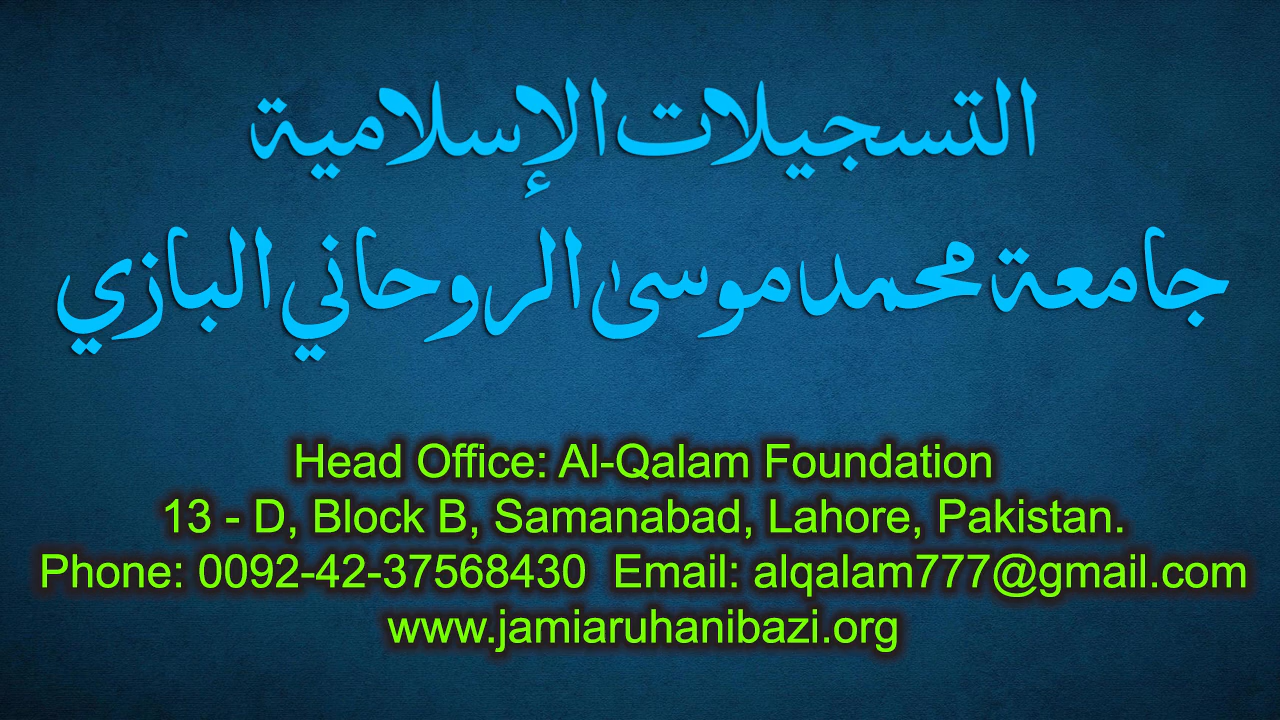 التسجيلات الإسلامية
جامعة محمد موسىٰ الروحاني البازي
Head Office: Al-Qalam Foundation
13 - D, Block B, Samanabad, Lahore, Pakistan.
Phone: 0092-42-37568430  Email: alqalam777@gmail.com
www.jamiaruhanibazi.org